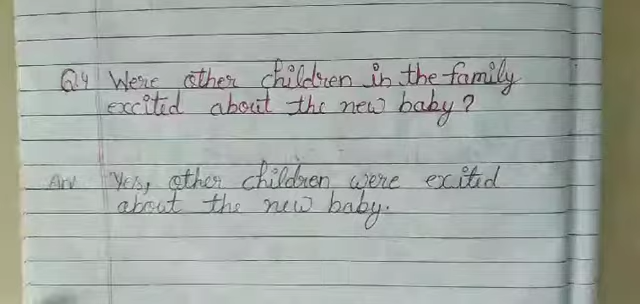 Q.4 Were other children in the family
excited about the new baby?
Ans Yes, other children were excited
about the new baby.